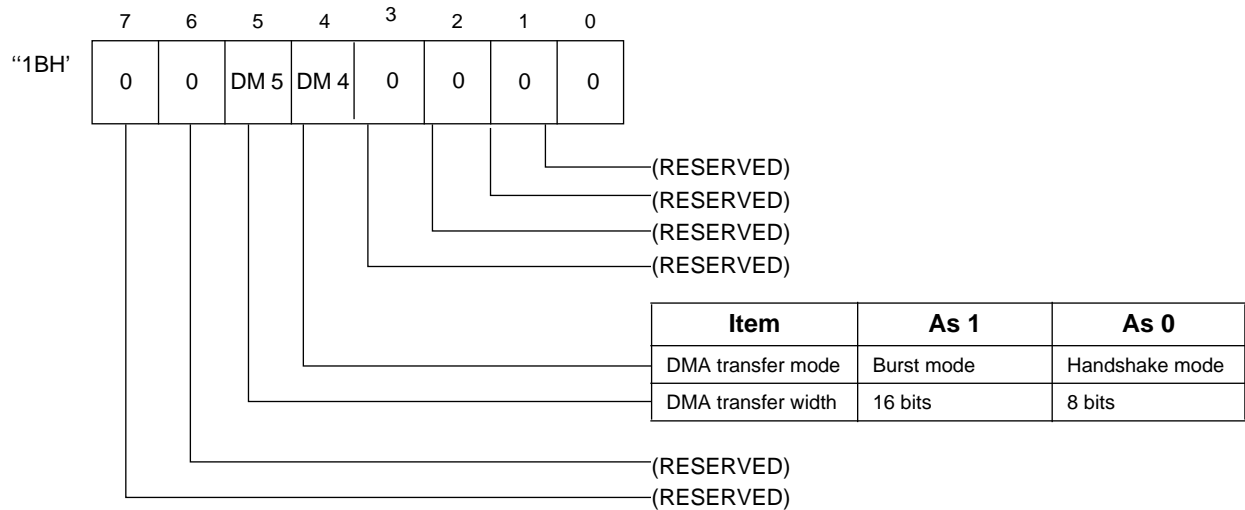 7 6 5 4 3 2 1 0
‘‘1BH’
0 0 DM 5 DM 4 0 0 0 0
(RESERVED)
(RESERVED)
(RESERVED)
(RESERVED)
Item As 1 As 0
DMA transfer mode Burst mode Handshake mode
DMA transfer width 16 bits 8 bits
(RESERVED)
(RESERVED)